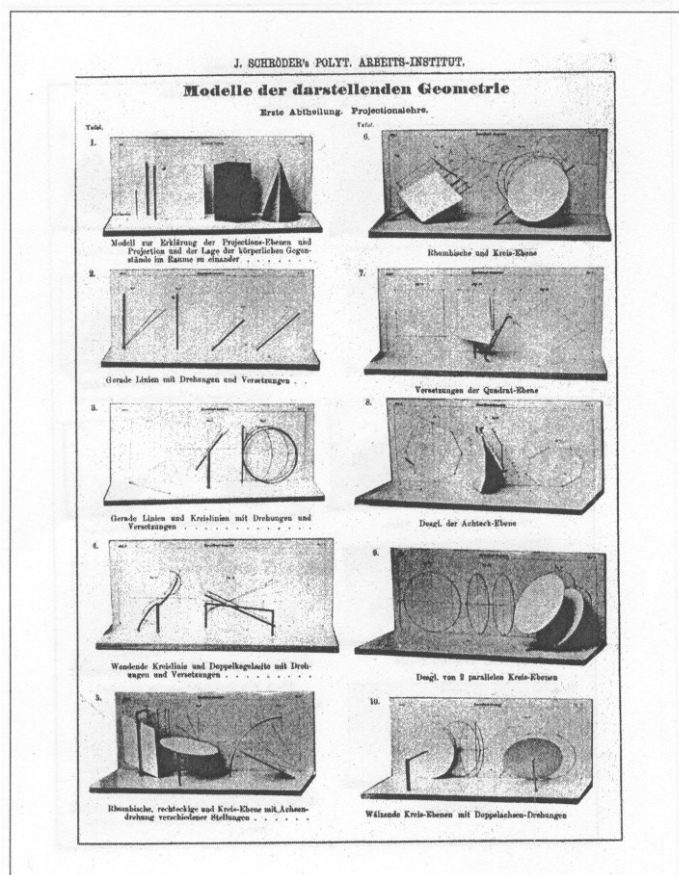 J. SCHRÖDER's POLYT. ARBEITS-INSTITUT.
Modelle der darstellenden Geometrie
Erste Abtheilung. Projectionslehre.
Tafel.
1.
Modell zur Erklärung der Projections-Ebenen und
Projection und der Lage der körperlichen Gegen-
stände im Raume zu einander . . . . . . .
2.
Gerade Linien mit Drehungen und Versetzungen . .
3.
Gerade Linien und Kreislinien mit Drehungen und
Versetzungen . . . . . . . . . . . . .
4.
Wendende Kreislinie und Doppelkegelseite mit Dreh-
ungen und Versetzungen . . . . . . . . .
5.
Rhombische, rechteckige und Kreis-Ebene mit Achsen-
drehung verschiedener Stellungen . . . . . .
Tafel.
6.
Rhombische und Kreis-Ebene
7.
Versetzungen der Quadrat-Ebene
8.
Desgl. der Achteck-Ebene
9.
Desgl. von 2 parallelen Kreis-Ebenen
10.
Wälzende Kreis-Ebenen mit Doppelachsen-Drehungen